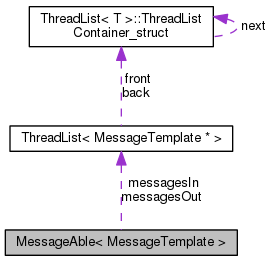 ThreadList< T >::ThreadList
Container_struct
next
front
back
ThreadList< MessageTemplate * >
messagesIn
messagesOut
MessageAble< MessageTemplate >